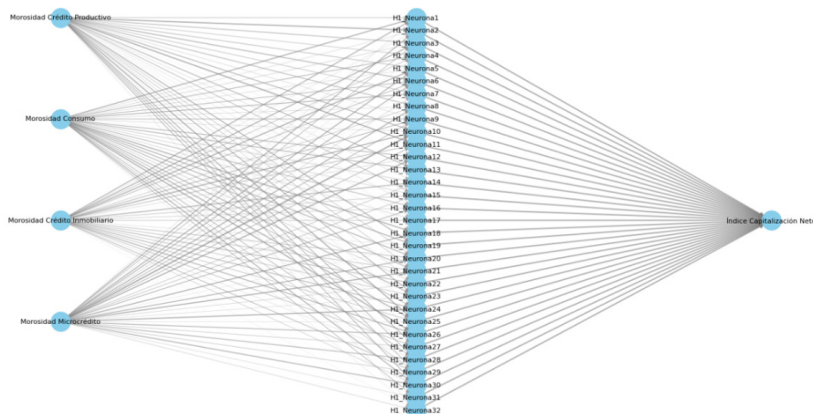 Morosidad Crédito Productivo
Morosidad Consumo
Morosidad Crédito Inmobiliario
Morosidad Microcrédito
H1_Neurona1
H1_Neurona2
H1_Neurona3
H1_Neurona4
H1_Neurona5
H1_Neurona6
H1_Neurona7
H1_Neurona8
H1_Neurona9
H1_Neurona10
H1_Neurona11
H1_Neurona12
H1_Neurona13
H1_Neurona14
H1_Neurona15
H1_Neurona16
H1_Neurona17
H1_Neurona18
H1_Neurona19
H1_Neurona20
H1_Neurona21
H1_Neurona22
H1_Neurona23
H1_Neurona24
H1_Neurona25
H1_Neurona26
H1_Neurona27
H1_Neurona28
H1_Neurona29
H1_Neurona30
H1_Neurona31
H1_Neurona32
Índice Capitalización Neto